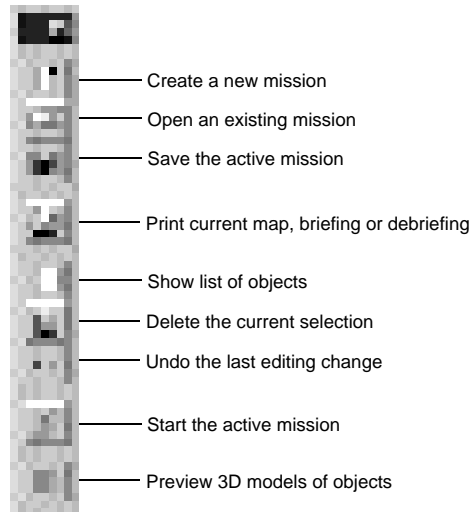 Create a new mission
Open an existing mission
Save the active mission
Print current map, briefing or debriefing
Show list of objects
Delete the current selection
Undo the last editing change
Start the active mission
Preview 3D models of objects